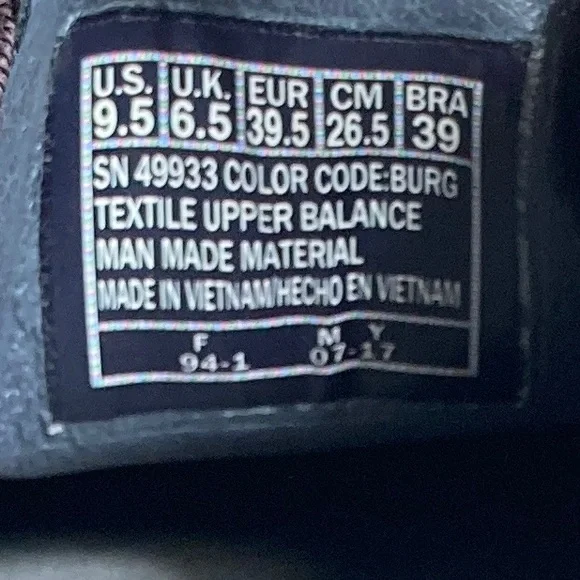 U.S. U.K. EUR CM BRA
9.5 6.5 39.5 26.5 39
SN 49933 COLOR CODE:BURG
TEXTILE UPPER BALANCE
MAN MADE MATERIAL
MADE IN VIETNAM/HECHO EN VIETNAM
F M Y
94-1 07-17